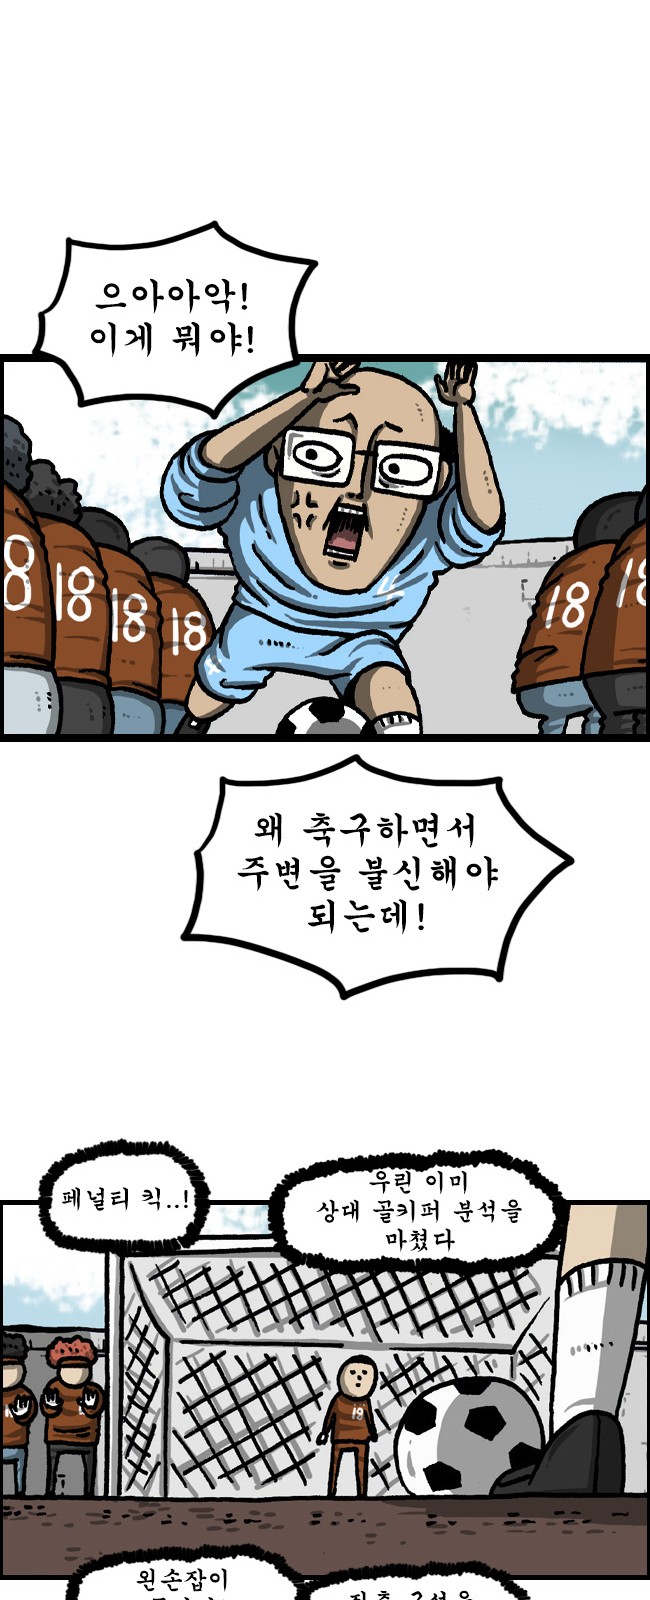 으아아악!
이게 뭐야!
18
18
18
18
18
18
왜 축구하면서
주변을 불신해야
되는데!
페널티 킥..!
우린 이미
상대 골키퍼 분석을
마쳤다
18
왼손잡이